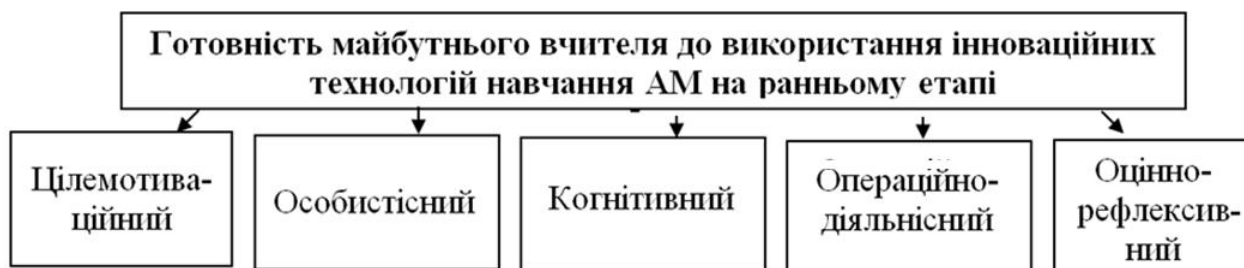 Готовність майбутнього вчителя до використання інноваційних
технологій навчання АМ на ранньому етапі
Цілемотива-
ційний
Особистісний
Когнітивний
Операційно-
діяльнісний
Оцінно-
рефлексив-
ний